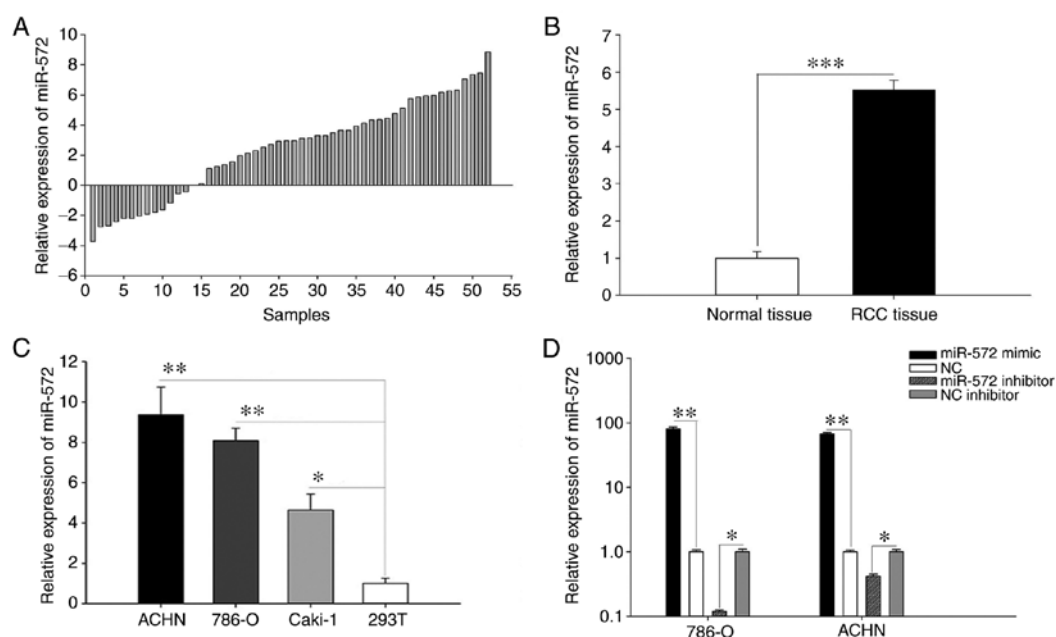 A
Relative expression of miR-572
10
8
6
4
2
0
−2
−4
−6
0 5 10 15 20 25 30 35 40 45 50 55
Samples
B
Relative expression of miR-572
7
6
5
4
3
2
1
0
***
Normal tissue RCC tissue
C
Relative expression of miR-572
12
10
8
6
4
2
0
**
**
*
ACHN 786-O Caki-1 293T
D
Relative expression of miR-572
1000
100
10
1.0
0.1
miR-572 mimic
NC
miR-572 inhibitor
NC inhibitor
** * ** *
786-O ACHN